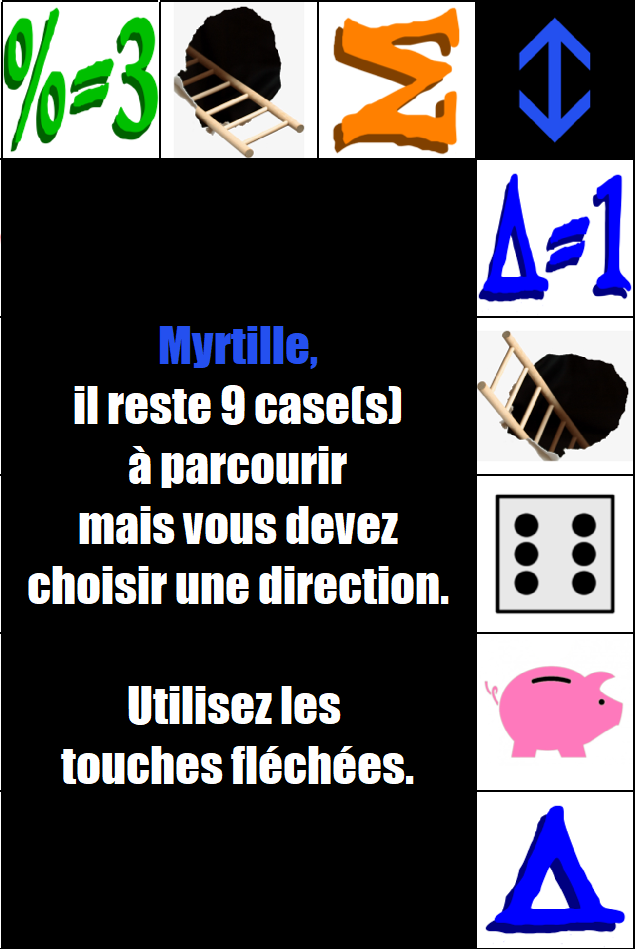 %=3
M
Δ=1
Myrtille,
il reste 9 case(s)
à parcourir
mais vous devez
choisir une direction.
Utilisez les
touches fléchées.
Δ